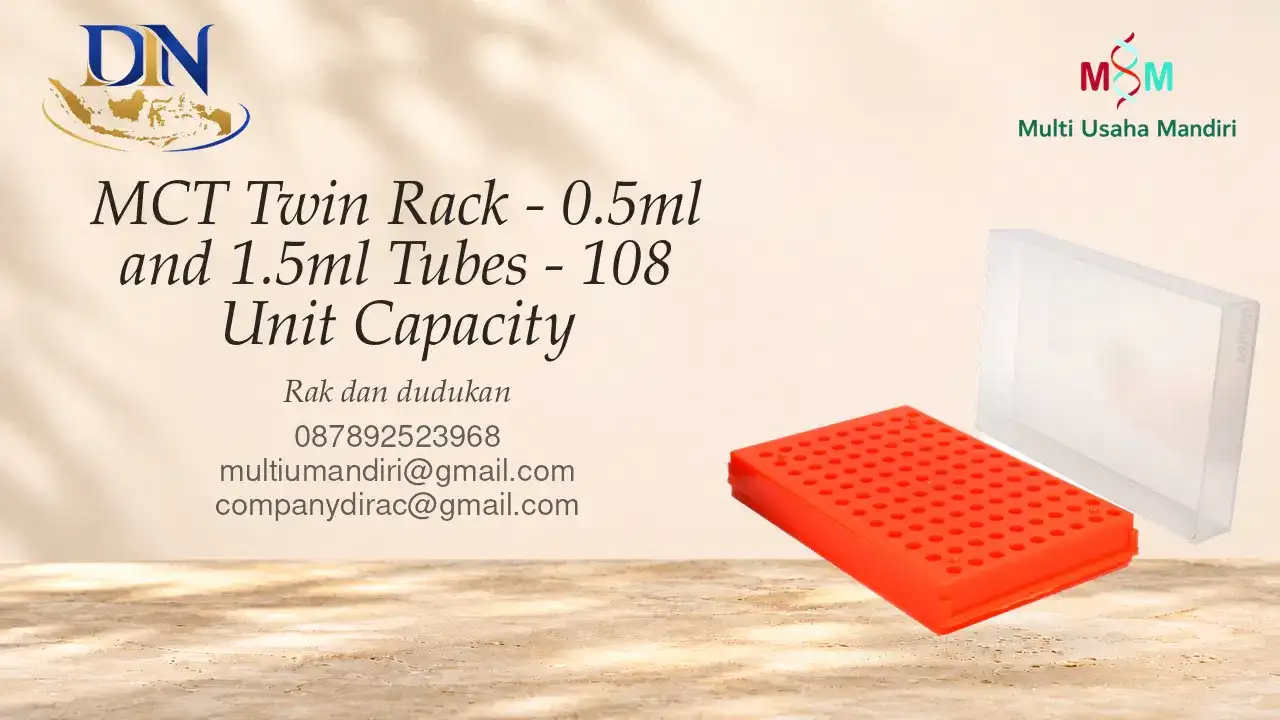 DIN
MSM
Multi Usaha Mandiri
MCT Twin Rack - 0.5ml
and 1.5ml Tubes - 108
Unit Capacity
Rak dan dudukan
087892523968
multiumandiri@gmail.com
companydirac@gmail.com